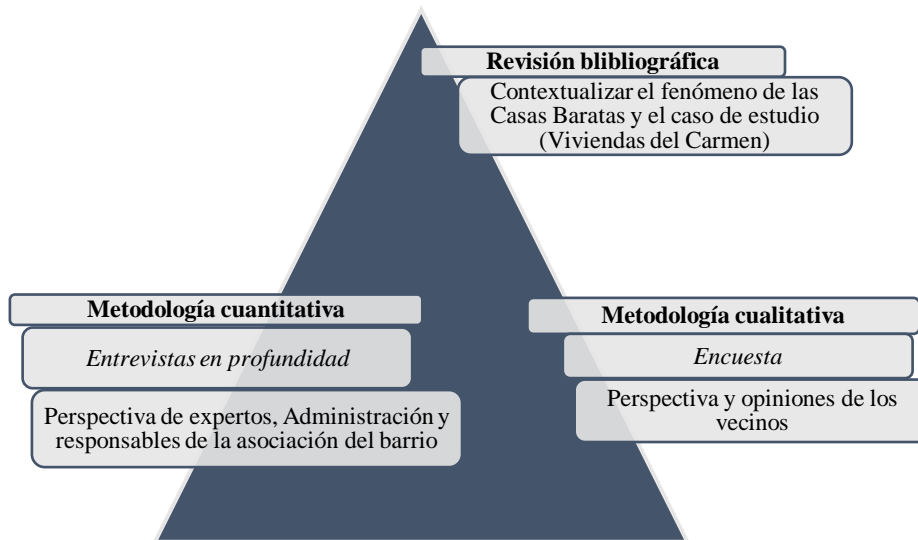 Revisión blibliográfica
Contextualizar el fenómeno de las
Casas Baratas y el caso de estudio
(Viviendas del Carmen)
Metodología cuantitativa
Entrevistas en profundidad
Perspectiva de expertos, Administración y
responsables de la asociación del barrio
Metodología cualitativa
Encuesta
Perspectiva y opiniones de los
vecinos